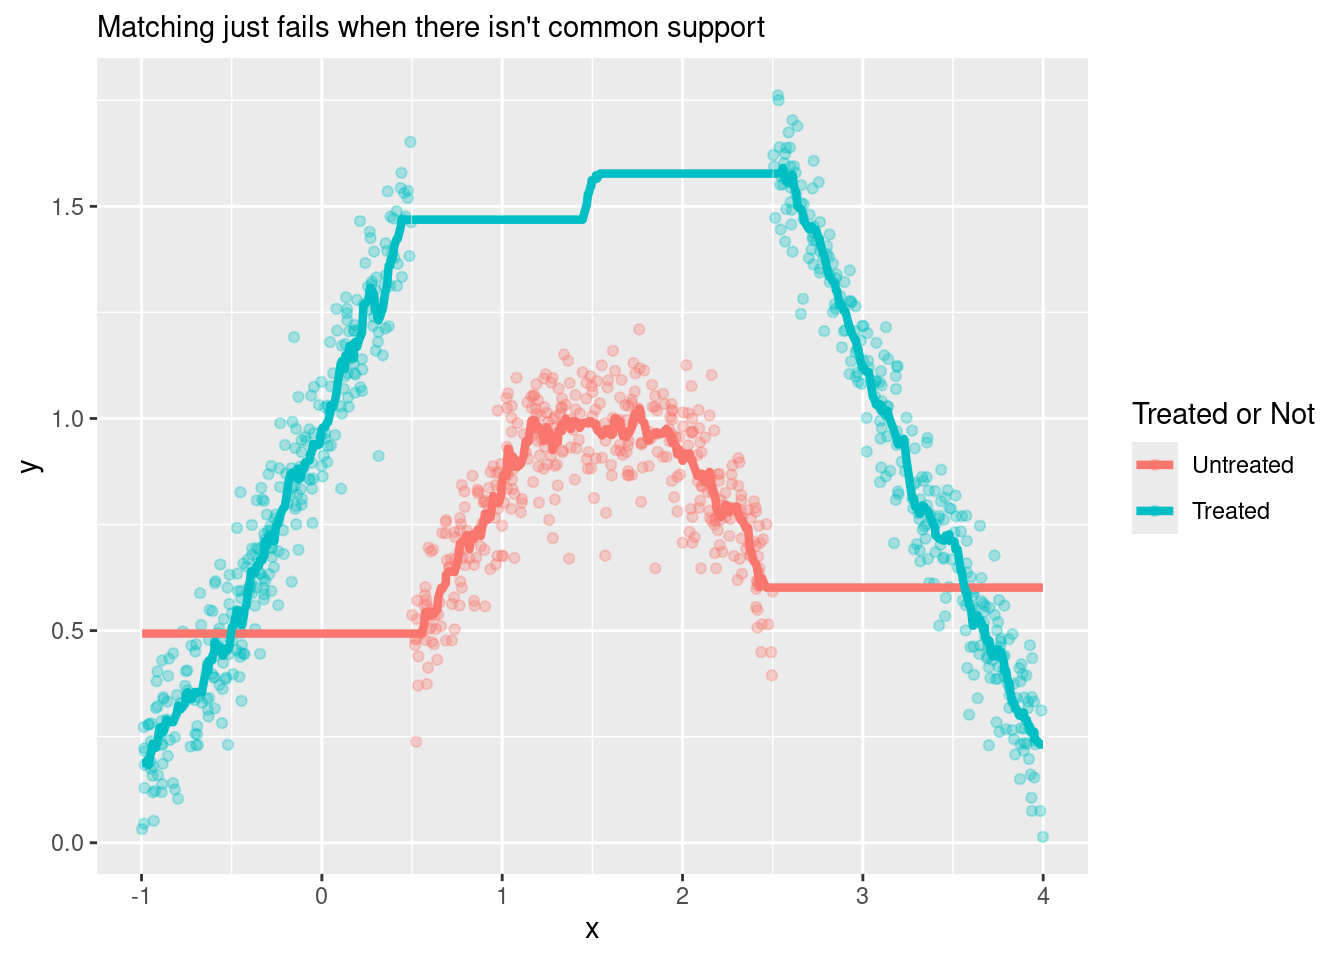 Matching just fails when there isn't common support
y
1.5
1.0
0.5
0.0
-1
0
1
2
3
4
x
Treated or Not
Untreated
Treated